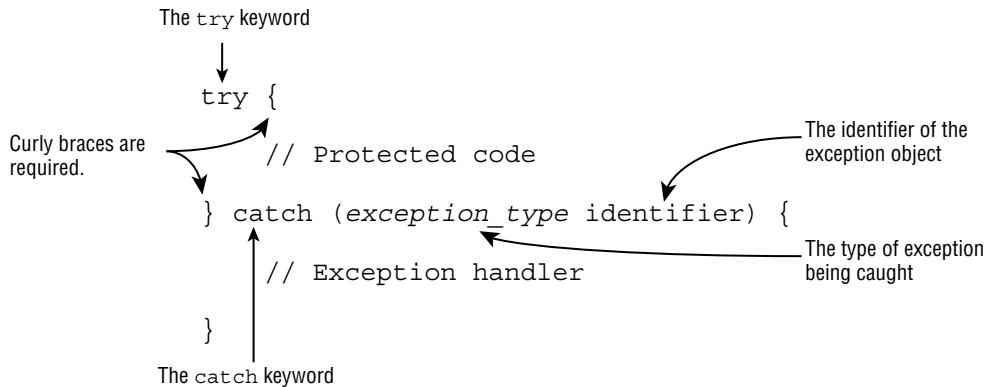 The try keyword
try {
Curly braces are
required.
// Protected code
The identifier of the
exception object
} catch (exception_type identifier) {
The type of exception
being caught
// Exception handler
}
The catch keyword